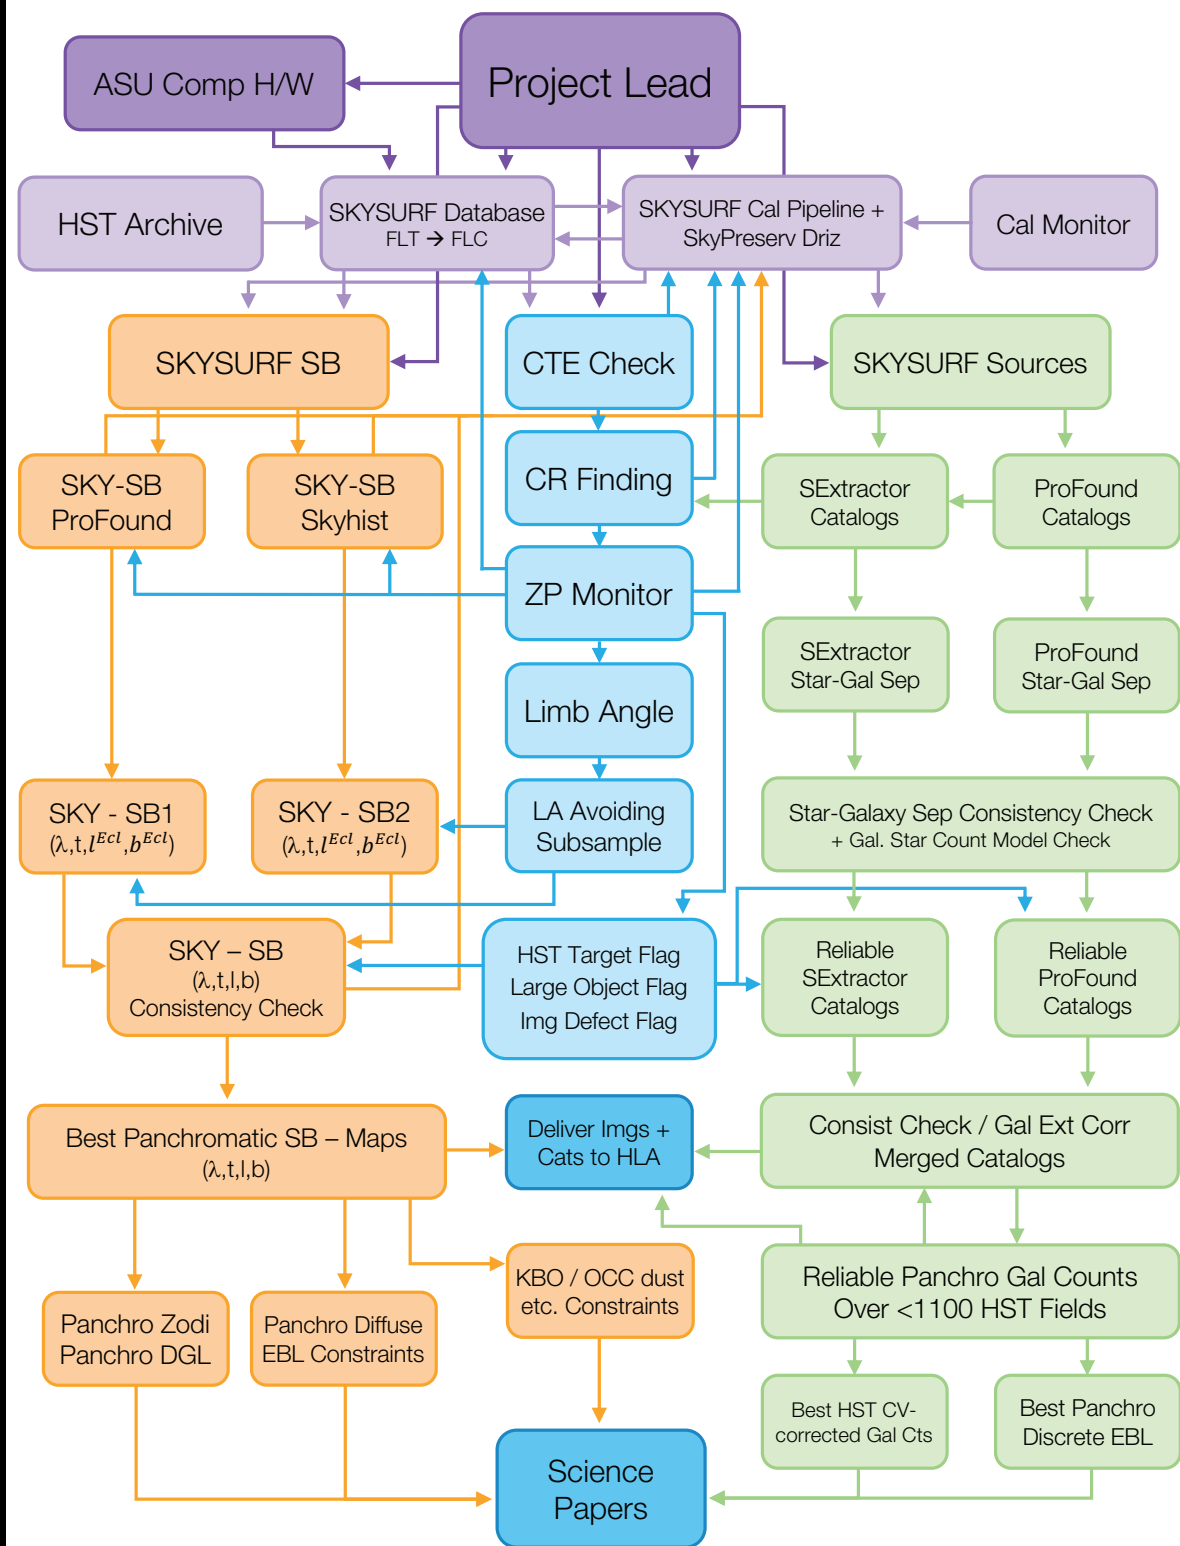 Project Lead
ASU Comp H/W
HST Archive
SKYSURF Database
FLT → FLC
SKYSURF Cal Pipeline +
SkyPreserv Driz
Cal Monitor
SKYSURF SB
CTE Check
SKYSURF Sources
SKY-SB
ProFound
SKY-SB
Skyhist
CR Finding
SExtractor
Catalogs
ProFound
Catalogs
ZP Monitor
SExtractor
Star-Gal Sep
ProFound
Star-Gal Sep
Limb Angle
SKY - SB1
(λ,t,l^Ecl,b^Ecl)
SKY - SB2
(λ,t,l^Ecl,b^Ecl)
LA Avoiding
Subsample
Star-Galaxy Sep Consistency Check
+ Gal. Star Count Model Check
SKY – SB
(λ,t,l,b)
Consistency Check
HST Target Flag
Large Object Flag
Img Defect Flag
Reliable
SExtractor
Catalogs
Reliable
ProFound
Catalogs
Best Panchromatic SB – Maps
(λ,t,l,b)
Deliver Imgs +
Cats to HLA
Consist Check / Gal Ext Corr
Merged Catalogs
KBO / OCC dust
etc. Constraints
Reliable Panchro Gal Counts
Over <1100 HST Fields
Panchro Zodi
Panchro DGL
Panchro Diffuse
EBL Constraints
Best HST CV-
corrected Gal Cts
Best Panchro
Discrete EBL
Science
Papers